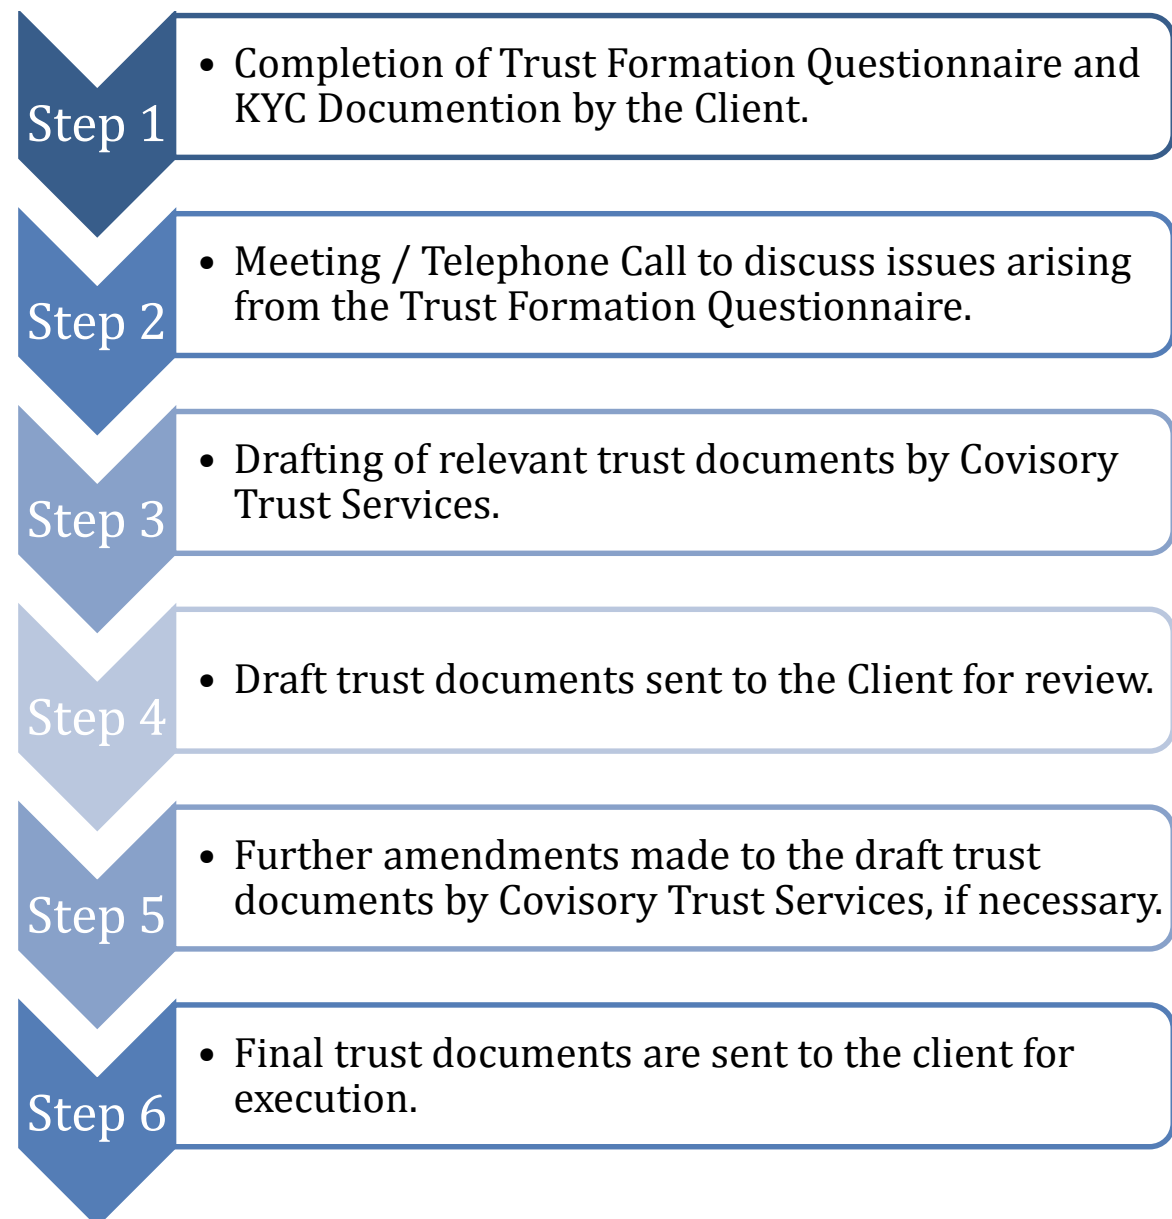 Step 1
• Completion of Trust Formation Questionnaire and
KYC Documention by the Client.
Step 2
• Meeting / Telephone Call to discuss issues arising
from the Trust Formation Questionnaire.
Step 3
• Drafting of relevant trust documents by Covisory
Trust Services.
Step 4
• Draft trust documents sent to the Client for review.
Step 5
• Further amendments made to the draft trust
documents by Covisory Trust Services, if necessary.
Step 6
• Final trust documents are sent to the client for
execution.